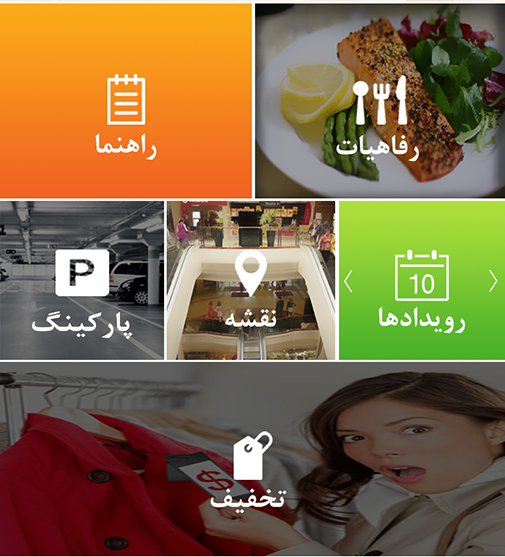 راهنما
رفاهیات
P
پارکینگ
نقشه
10
رویدادها
$
تخفیف